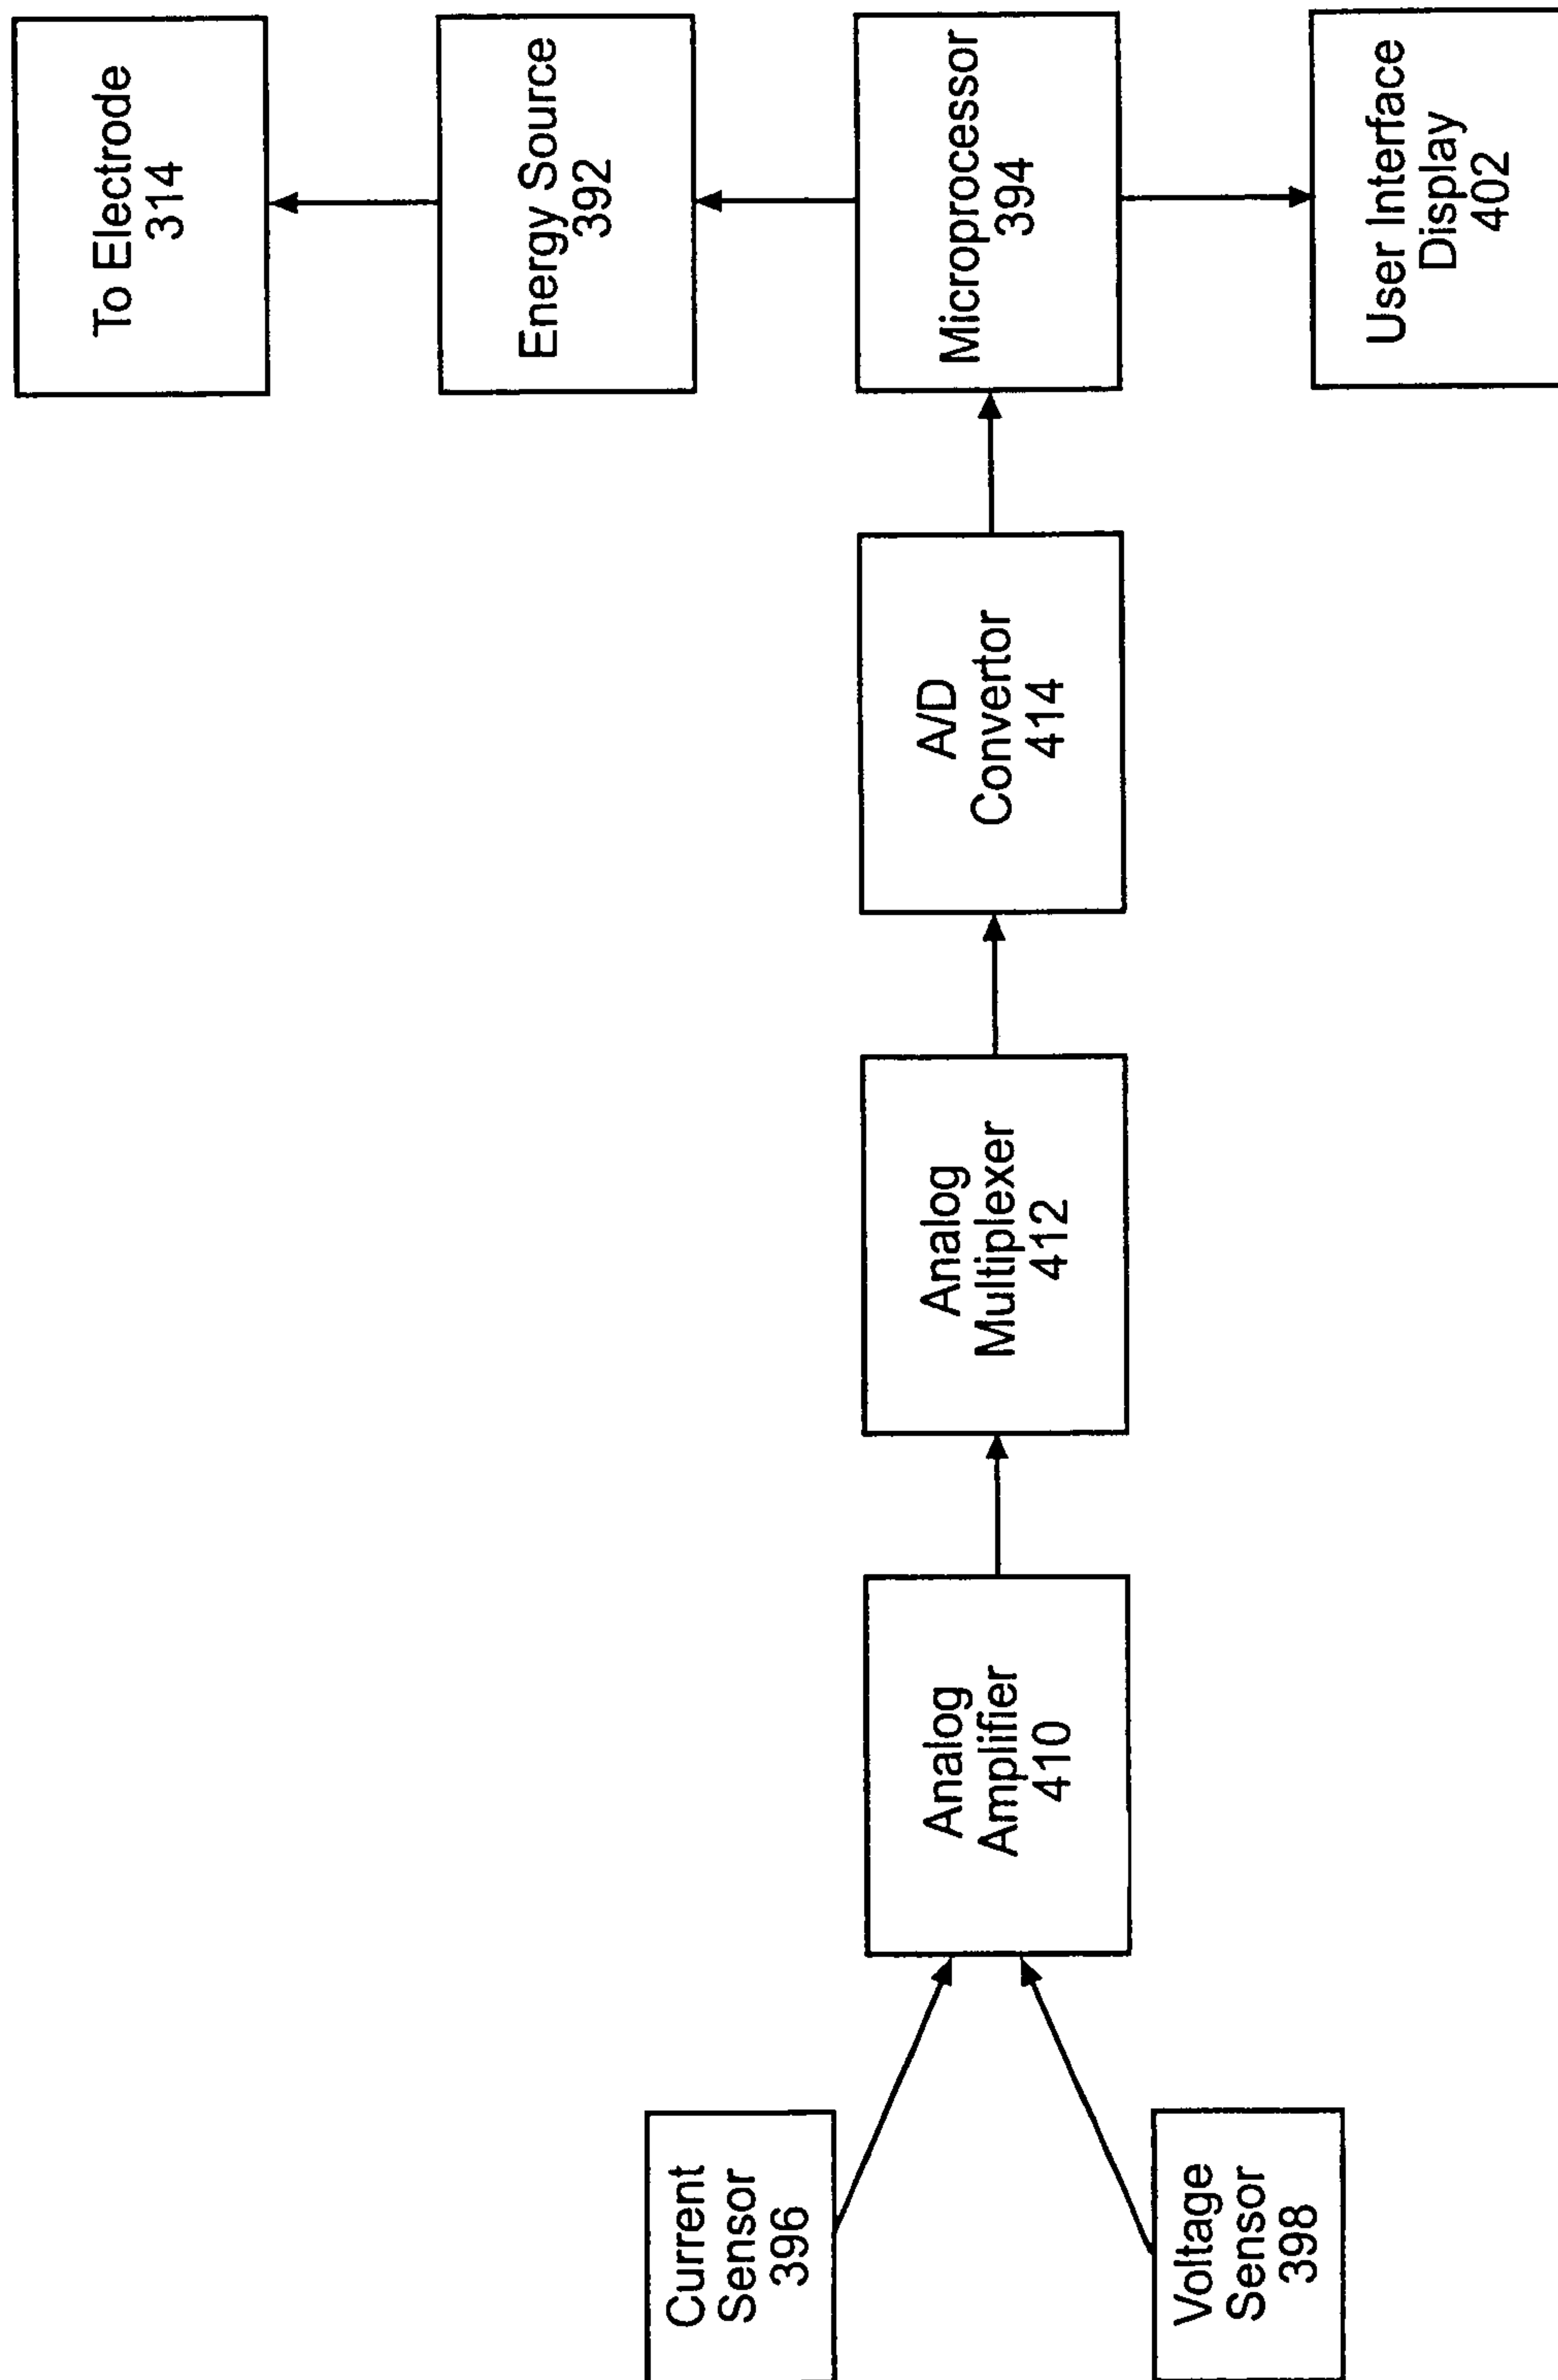 Current
Sensor
396
Voltage
Sensor
398
Analog
Amplifier
410
Analog
Multiplexer
412
A/D
Convertor
414
Microprocessor
394
Energy Source
392
To Electrode
314
User Interface
Display
402